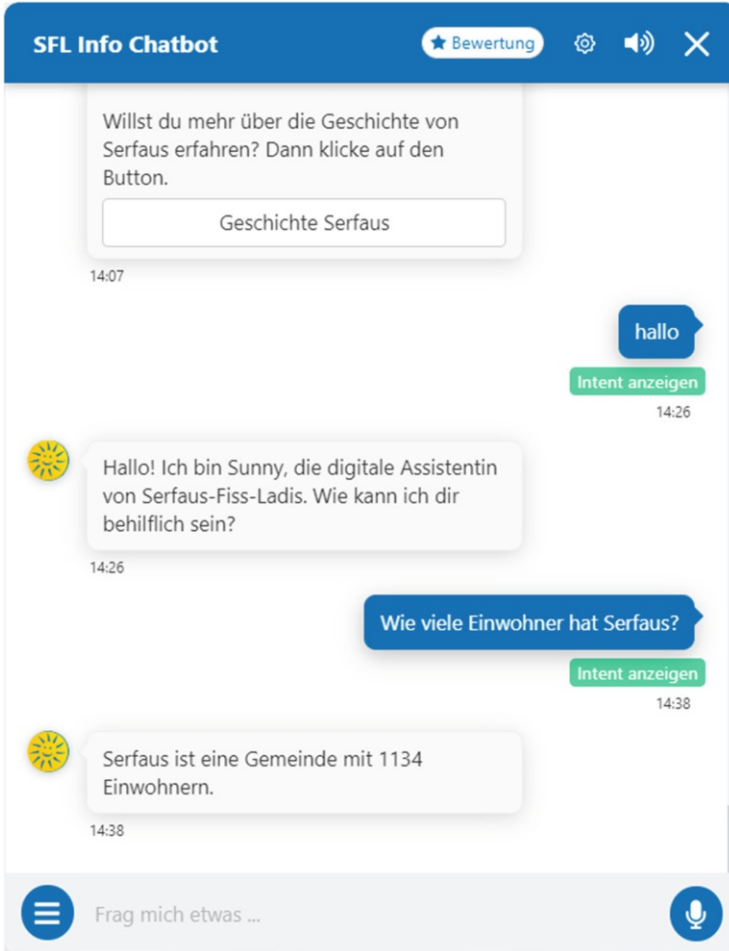 SFL Info Chatbot
Bewertung
Willst du mehr über die Geschichte von
Serfaus erfahren? Dann klicke auf den
Button.
Geschichte Serfaus
14:07
hallo
Intent anzeigen
14:26
Hallo! Ich bin Sunny, die digitale Assistentin
von Serfaus-Fiss-Ladis. Wie kann ich dir
behilflich sein?
14:26
Wie viele Einwohner hat Serfaus?
Intent anzeigen
14:38
Serfaus ist eine Gemeinde mit 1134
Einwohnern.
14:38
Frag mich etwas ...